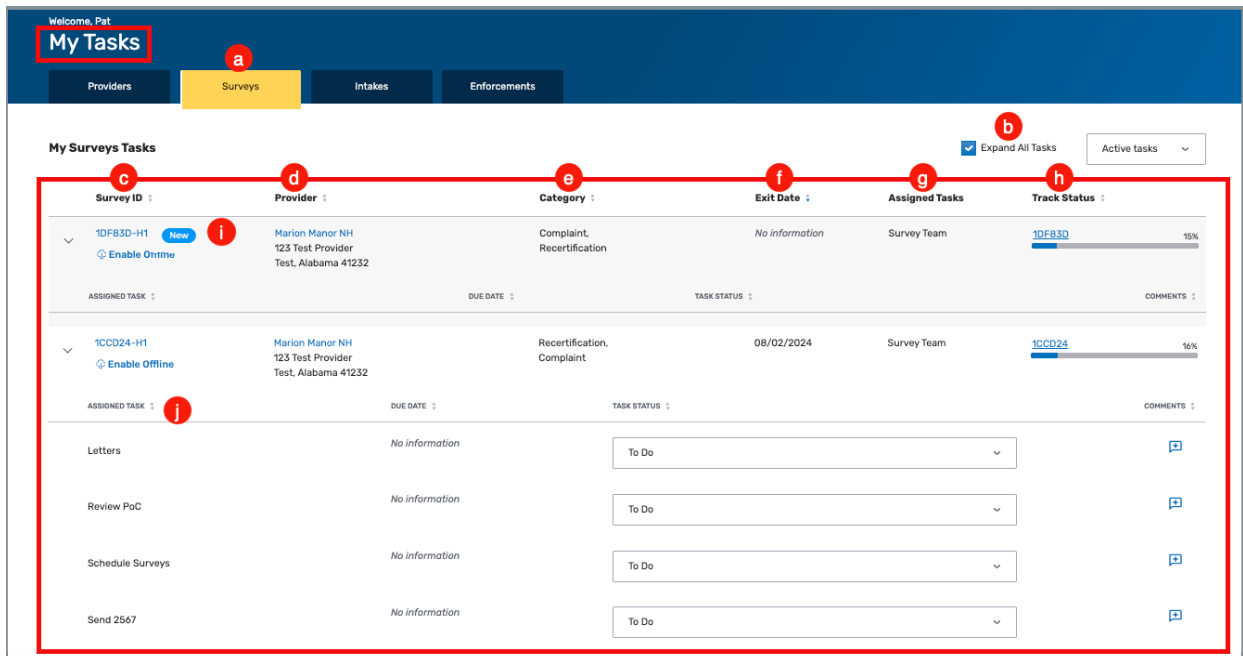 Welcome, Pat
My Tasks
a
Providers Surveys Intakes Enforcements
b
My Surveys Tasks Expand All Tasks Active tasks
c d e f g h
Survey ID Provider Category Exit Date Assigned Tasks Track Status
1DF83D-H1 New i Marion Manor NH Complaint, No information Survey Team 1DF83D 15%
Enable Offline 123 Test Provider Recertification
Test, Alabama 41232
ASSIGNED TASK DUE DATE TASK STATUS COMMENTS
1CCD24-H1 Marion Manor NH Recertification, 08/02/2024 Survey Team 1CCD24 16%
Enable Offline 123 Test Provider Complaint
Test, Alabama 41232
ASSIGNED TASK j DUE DATE TASK STATUS COMMENTS
Letters No information To Do
Review PoC No information To Do
Schedule Surveys No information To Do
Send 2567 No information To Do